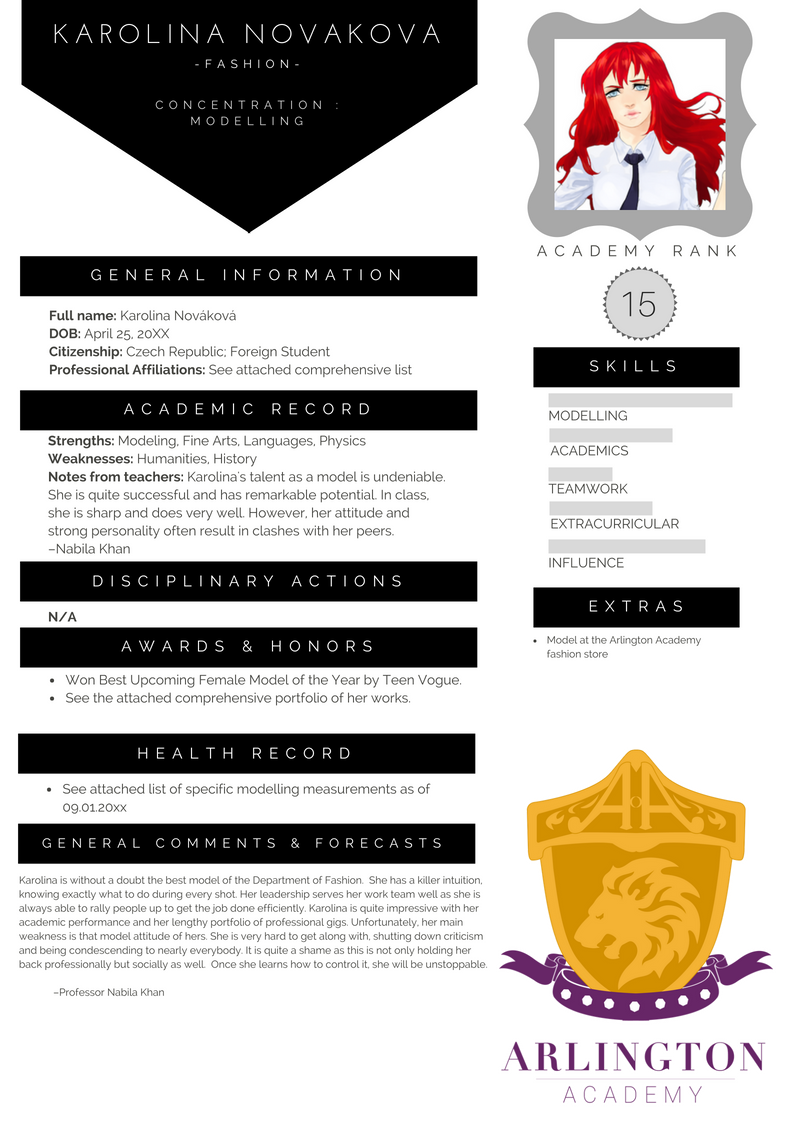 KAROLINA NOVAKOVA
-FASHION-
CONCENTRATION :
MODELLING
GENERAL INFORMATION
Full name: Karolina Nováková
DOB: April 25, 20XX
Citizenship: Czech Republic; Foreign Student
Professional Affiliations: See attached comprehensive list
ACADEMIC RECORD
Strengths: Modeling, Fine Arts, Languages, Physics
Weaknesses: Humanities, History
Notes from teachers: Karolina's talent as a model is undeniable.
She is quite successful and has remarkable potential. In class,
she is sharp and does very well. However, her attitude and
strong personality often result in clashes with her peers.
–Nabila Khan
DISCIPLINARY ACTIONS
N/A
AWARDS & HONORS
• Won Best Upcoming Female Model of the Year by Teen Vogue.
• See the attached comprehensive portfolio of her works.
HEALTH RECORD
• See attached list of specific modelling measurements as of
09.01.20xx
GENERAL COMMENTS & FORECASTS
Karolina is without a doubt the best model of the Department of Fashion. She has a killer intuition,
knowing exactly what to do during every shot. Her leadership serves her work team well as she is
always able to rally people up to get the job done efficiently. Karolina is quite impressive with her
academic performance and her lengthy portfolio of professional gigs. Unfortunately, her main
weakness is that model attitude of hers. She is very hard to get along with, shutting down criticism
and being condescending to nearly everybody. It is quite a shame as this is not only holding her
back professionally but socially as well. Once she learns how to control it, she will be unstoppable.
–Professor Nabila Khan
ACADEMY RANK
15
SKILLS
MODELLING
ACADEMICS
TEAMWORK
EXTRACURRICULAR
INFLUENCE
EXTRAS
• Model at the Arlington Academy
fashion store
AoA
ARLINGTON
ACADEMY